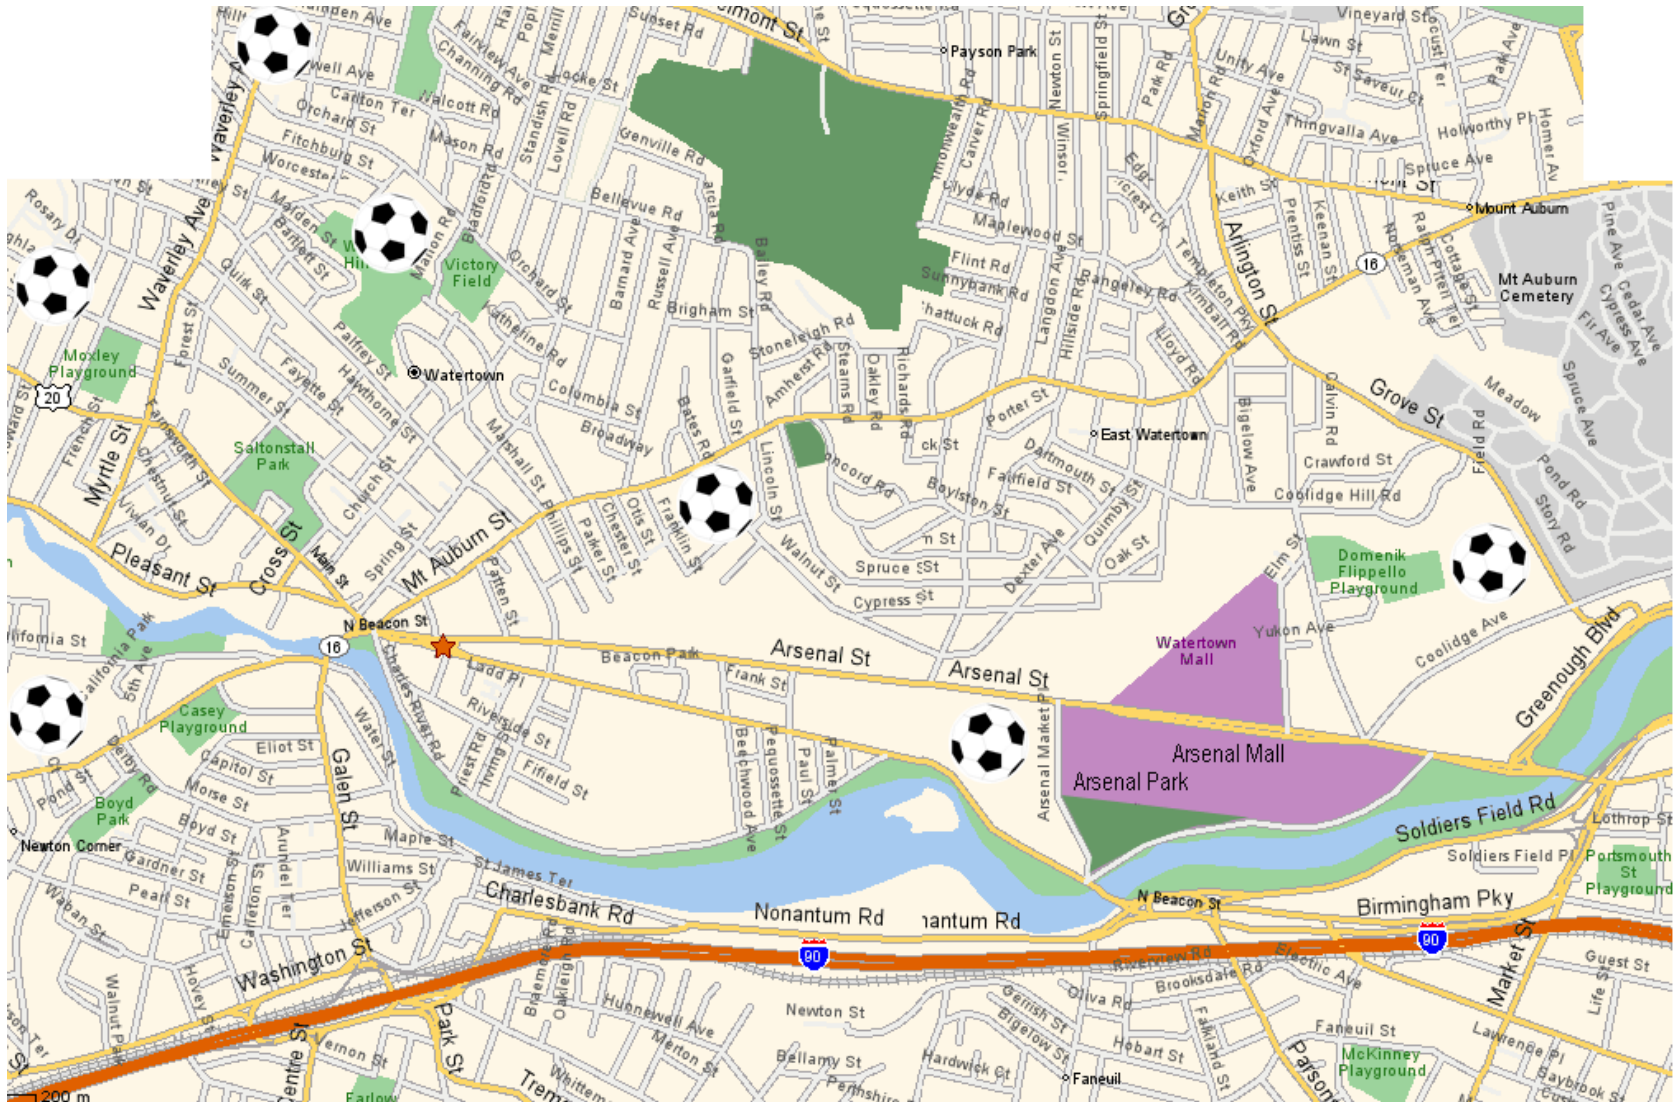 Sunset Rd
Payson Park
Vineyard St
Lawn St
Locust Ter
Park Ave
Unity Ave
St Saveur Ct
Fairview Ave
Channing Rd
Merrill
Locke St
Newton St
Springfield St
Park Rd
Marion Rd
Oxford Ave
Thingvalla Ave
Holworthy Pl
Carlton Ter
Orchard St
Fitchburg St
Mason Rd
Standish Rd
Lovell Rd
Carver Rd
Winsor
Spruce Ave
Keith St
Mount Auburn
Rosary Dr
Waverley Ave
Malden St
Bartlett St
Quirk St
Marion Rd
Bradford
Bellevue Rd
Barnard Ave
Russell Ave
Bailey Rd
Orchard St
Victory
Field
Clyde Rd
Maplewood St
Flint Rd
Sunnybank Rd
Langdon Ave
Hillside Rd
Rangeley Rd
Templeton Pky
Kimball Rd
Arlington St
Prentiss St
Keenan St
16
Norseman Ave
Ralph Piteri Ter
Cottage St
Mt Auburn
Cemetery
Pine Ave
Cedar Ave
Cypress Ave
Fir Ave
Spruce Ave
Moxley
Playground
Forest St
20
Palfrey St
Summer St
Fayette St
Hawthorne St
Watertown
Katherine Rd
Columbia St
Broadway
Brigham St
Garfield St
Bates Rd
Stoneleigh Rd
Amherst Rd
Stearns Rd
Oakley Rd
Richards Rd
Porter St
East Watertown
Lloyd Rd
Bigelow Ave
Calvin Rd
Grove St
Meadow
Field Rd
Pond Rd
Story Rd
Crawford St
Coolidge Hill Rd
French St
Myrtle St
Farnsworth St
Chestnut St
Vivian Dr
Saltonstall
Park
Church St
Marshall St
Spring St
Main St
Cross St
Pleasant St
Mt Auburn St
Patten St
Phillips St
Parker St
Chester St
Otis St
Franklin St
Lincoln St
Walnut St
Spruce St
Cypress St
Boylston St
Fairfield St
Dartmouth St
Quimby St
Dexter Ave
Oak St
Elm St
Domenik
Flippello
Playground
Yukon Ave
Coolidge Ave
Greenough Blvd
Watertown
Mall
N Beacon St
16
Arsenal St
Arsenal St
Beacon Park
Frank St
Ladd Pl
Riverside St
Charles River Rd
Priest Rd
Irving St
Fifield St
Beechwood Ave
Pequossette St
Paul St
Palmer St
Arsenal Market Pl
Arsenal Mall
Arsenal Park
California Park
5th Ave
Casey
Playground
Water St
Galen St
Eliot St
Capitol St
Morse St
Derby Rd
Pond St
Boyd
Park
Boyd St
Newton Corner
Gardner St
Pearl St
Waban St
Emerson St
Carleton St
Arundel Ter
Maple St
Williams St
St James Ter
Jefferson St
Charlesbank Rd
Nonantum Rd
N Beacon St
Soldiers Field Rd
Soldiers Field Pl
Lothrop St
Portsmouth
St
Playground
Birmingham Pky
90
90
Washington St
Hovey St
Walnut Park
Braemore Rd
Oakleigh Rd
Riverview Rd
Brooksdale Rd
Electric Ave
Market St
Guest St
Life St
Hunnewell Ave
Newton St
Merton St
Gerrish St
Bigelow St
Oliva Rd
Falkland St
Faneuil St
Lawrence Pl
Centre St
Vernon St
Park St
Bellamy St
Hardwick Ct
Hobart St
Faneuil
Parsons
McKinney
Playground
Saybrook St
Perthshire
200 m